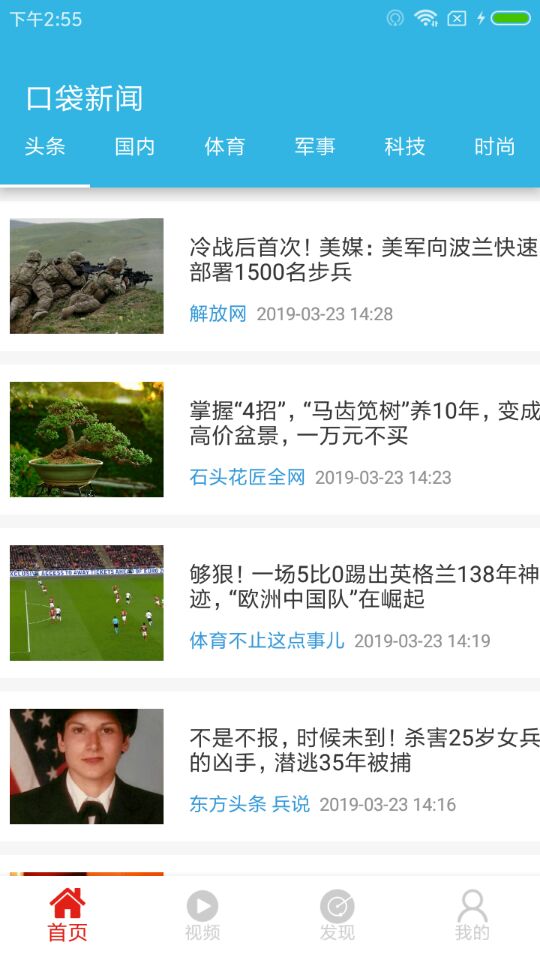 下午2:55
口袋新闻
头条 国内 体育 军事 科技 时尚
冷战后首次！美媒：美军向波兰快速
部署1500名步兵
解放网 2019-03-23 14:28
掌握“4招”，“马齿笕树”养10年，变成
高价盆景，一万元不买
石头花匠全网 2019-03-23 14:23
够狠！一场5比0踢出英格兰138年神
迹，“欧洲中国队”在崛起
体育不止这点事儿 2019-03-23 14:19
不是不报，时候未到！杀害25岁女兵
的凶手，潜逃35年被捕
东方头条 兵说 2019-03-23 14:16
首页 视频 发现 我的